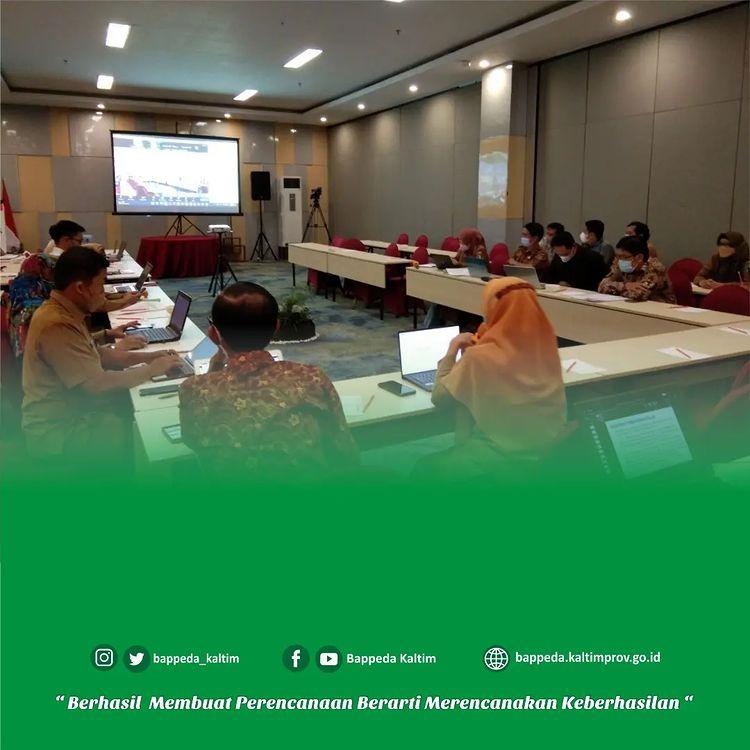 bappeda_kaltim
Bappeda Kaltim
bappeda.kaltimprov.go.id
“ Berhasil Membuat Perencanaan Berarti Merencanakan Keberhasilan “